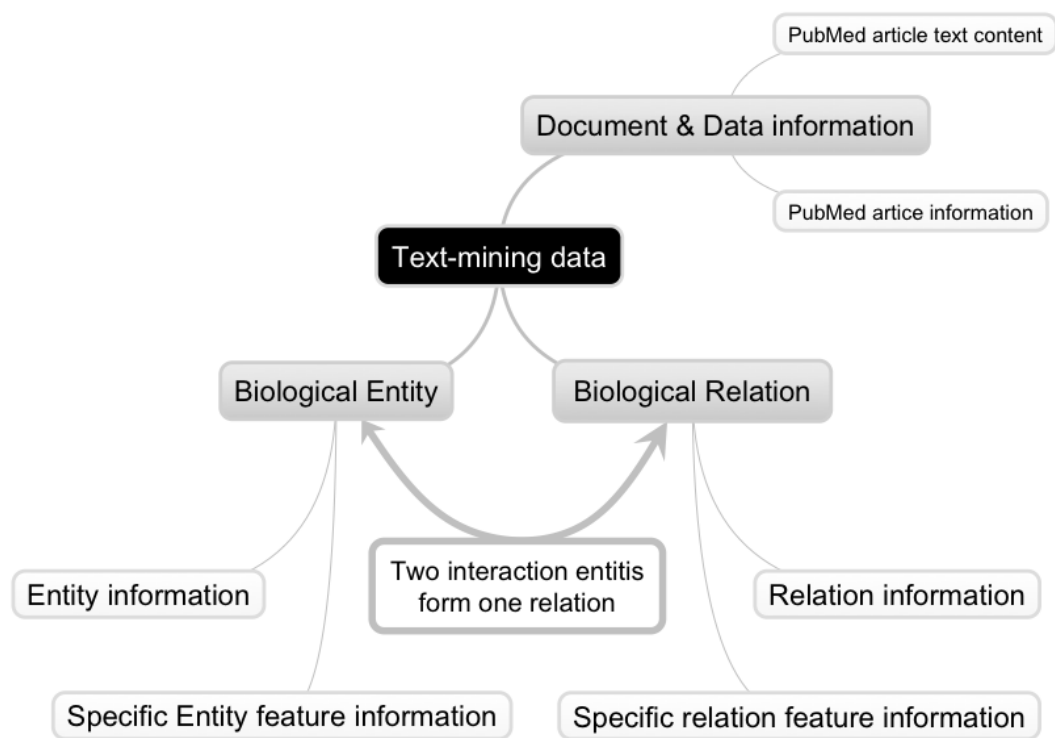 PubMed article text content
Document & Data information
PubMed artice information
Text-mining data
Biological Entity
Biological Relation
Two interaction entitis
form one relation
Entity information
Relation information
Specific Entity feature information
Specific relation feature information